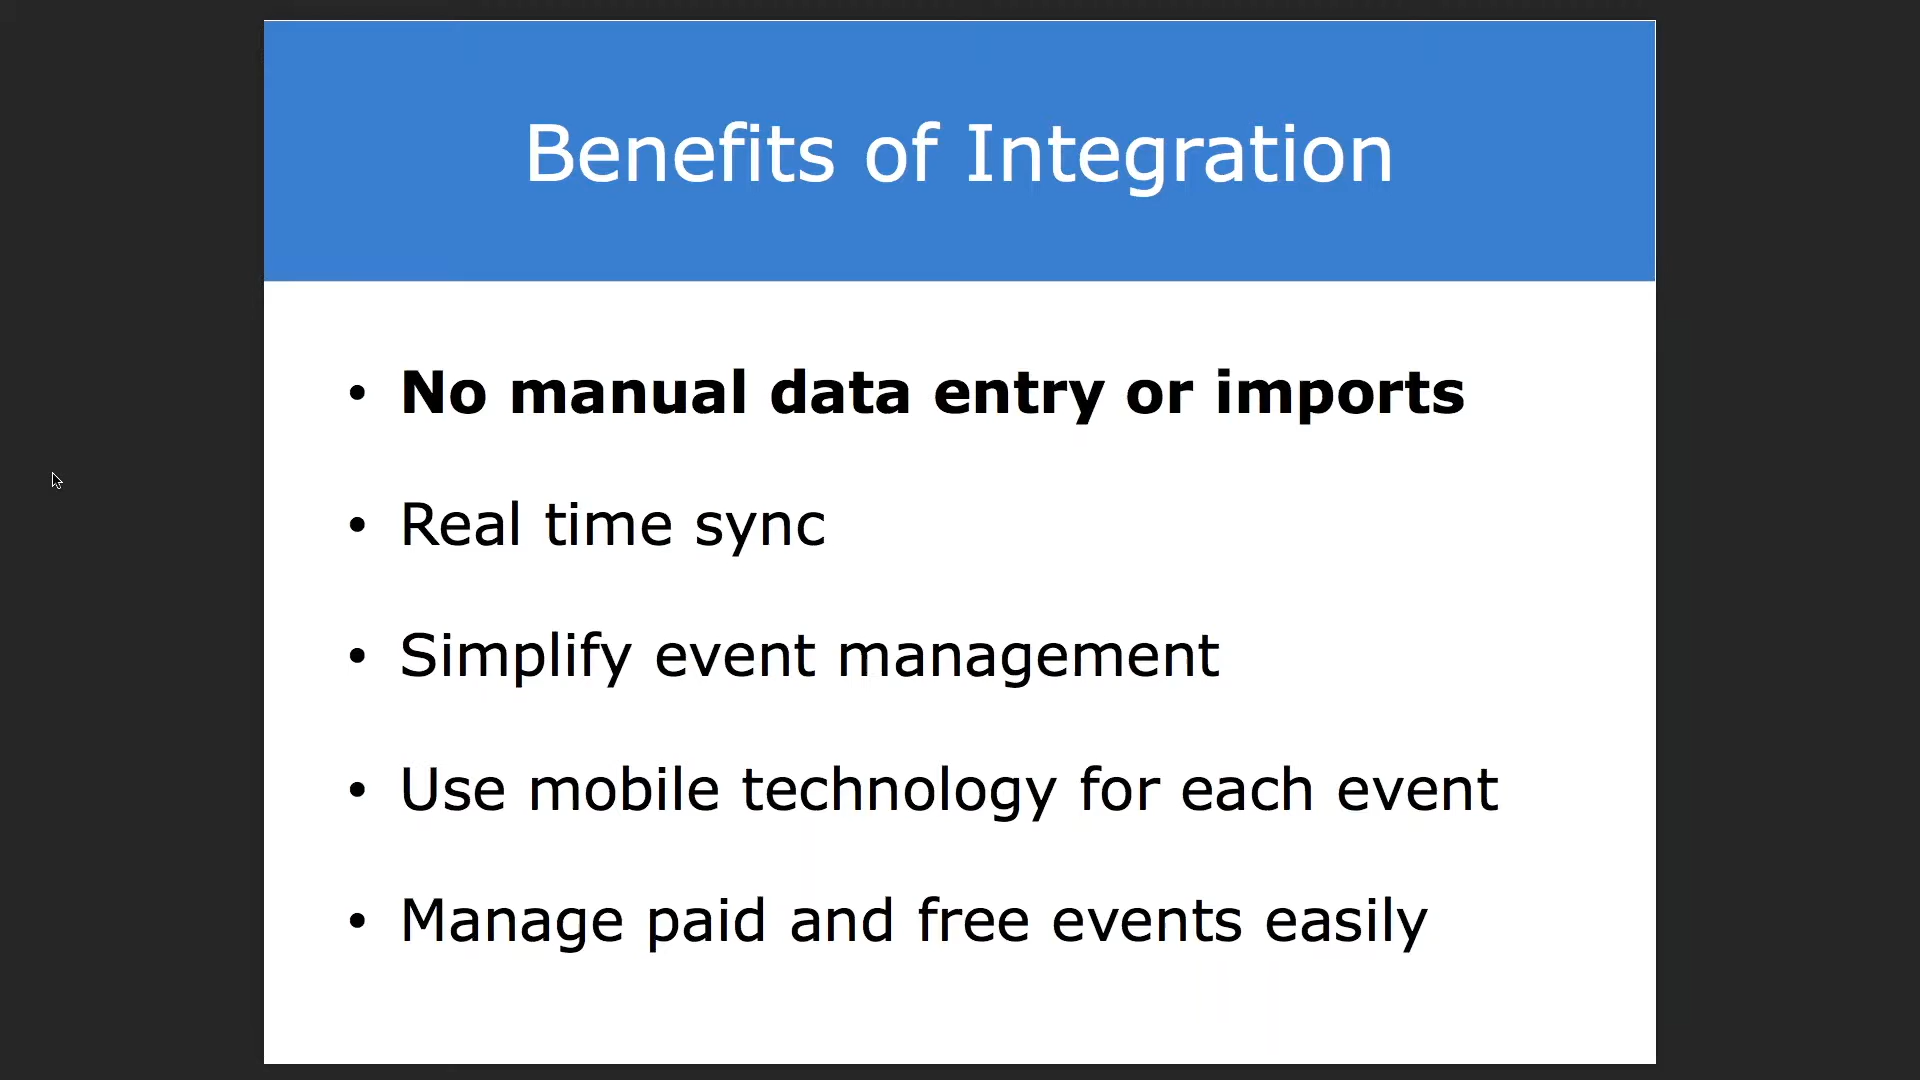 Benefits of Integration
• No manual data entry or imports
• Real time sync
• Simplify event management
• Use mobile technology for each event
• Manage paid and free events easily